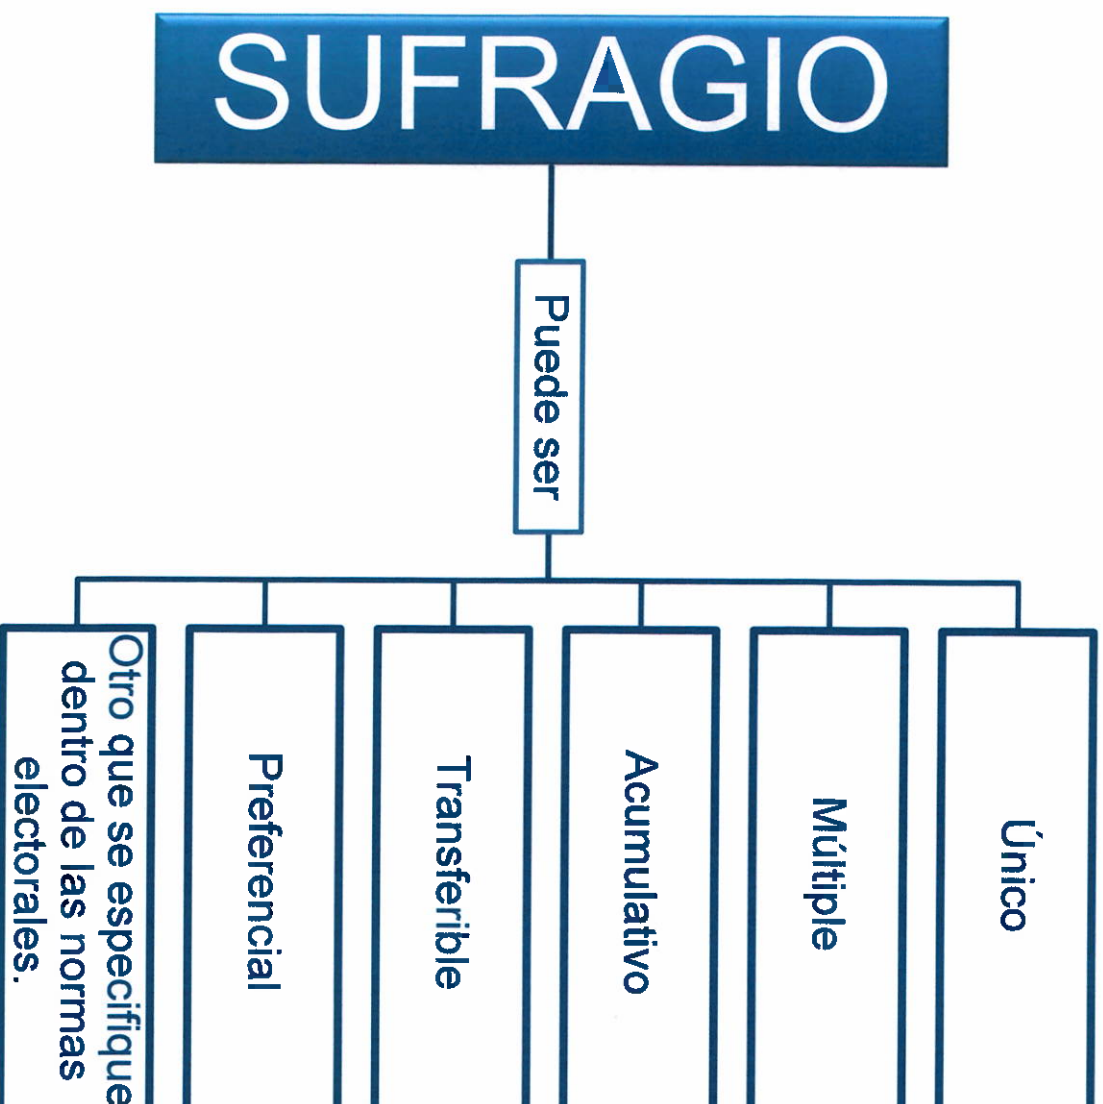 SUFRAGIO
Puede ser
Único
Múltiple
Acumulativo
Transferible
Preferencial
Otro que se especifique
dentro de las normas
electorales.